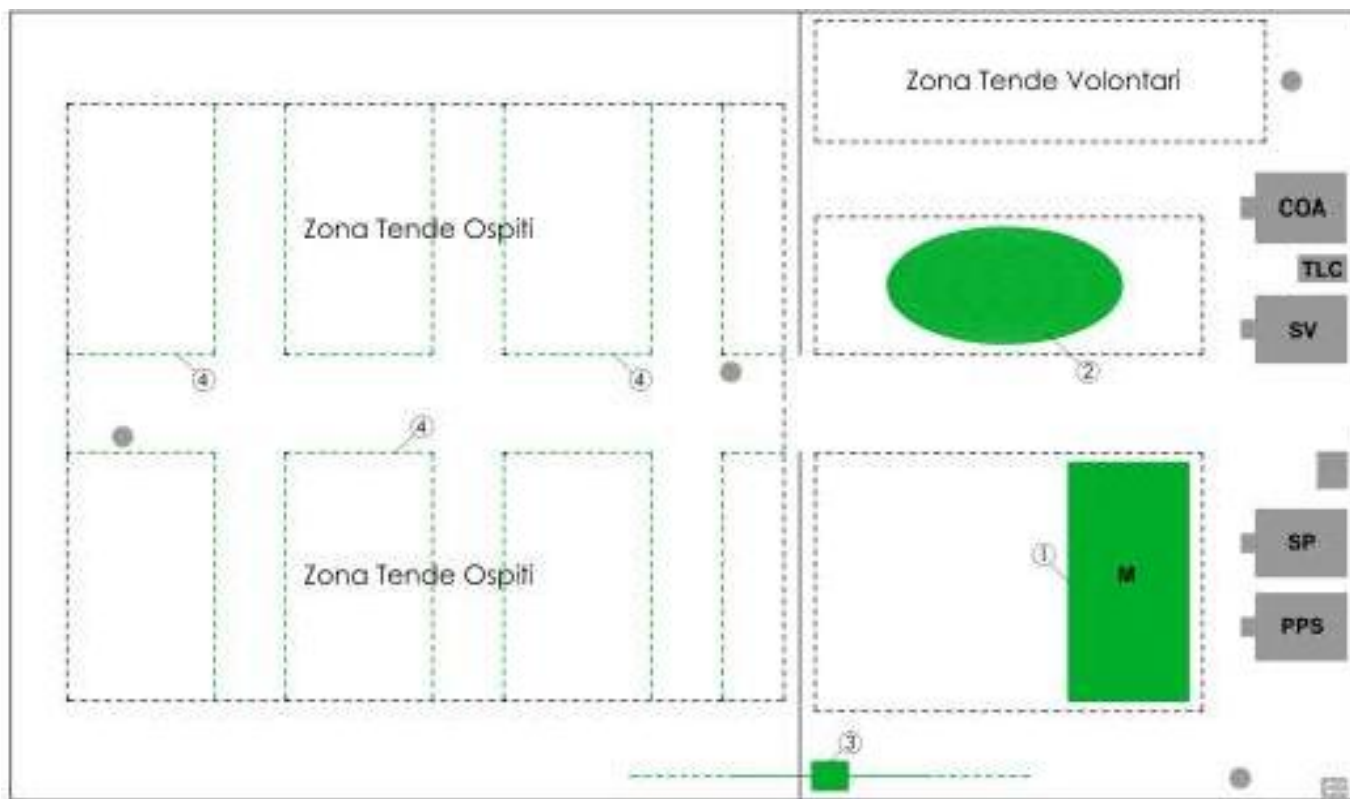 Zona Tende Volontari
COA
Zona Tende Ospiti
TLC
SV
2
4
4
4
SP
1
M
Zona Tende Ospiti
PPS
3